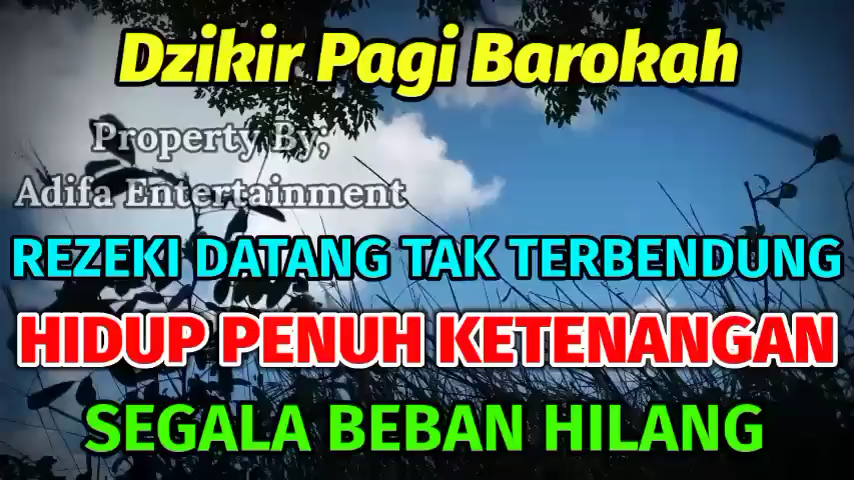 Dzikir Pagi Barokah
Property By;
Adifa Entertainment
REZEKI DATANG TAK TERBENDUNG
HIDUP PENUH KETENANGAN
SEGALA BEBAN HILANG